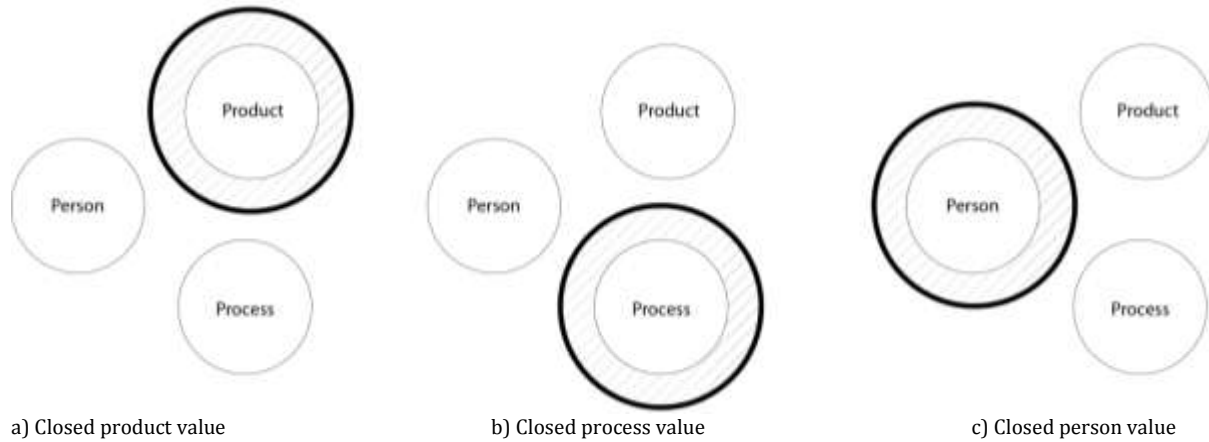 Product
Person
Process
a) Closed product value
Product
Person
Process
b) Closed process value
Product
Person
Process
c) Closed person value